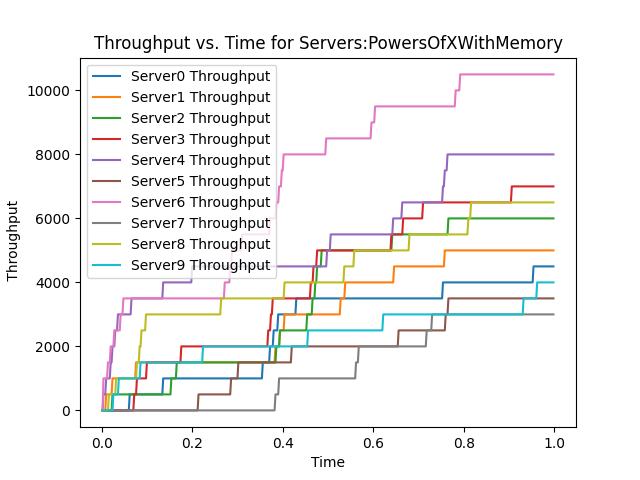 Throughput vs. Time for Servers:PowersOfXWithMemory
Throughput
10000
8000
6000
4000
2000
0
Server0 Throughput
Server1 Throughput
Server2 Throughput
Server3 Throughput
Server4 Throughput
Server5 Throughput
Server6 Throughput
Server7 Throughput
Server8 Throughput
Server9 Throughput
0.0 0.2 0.4 0.6 0.8 1.0
Time